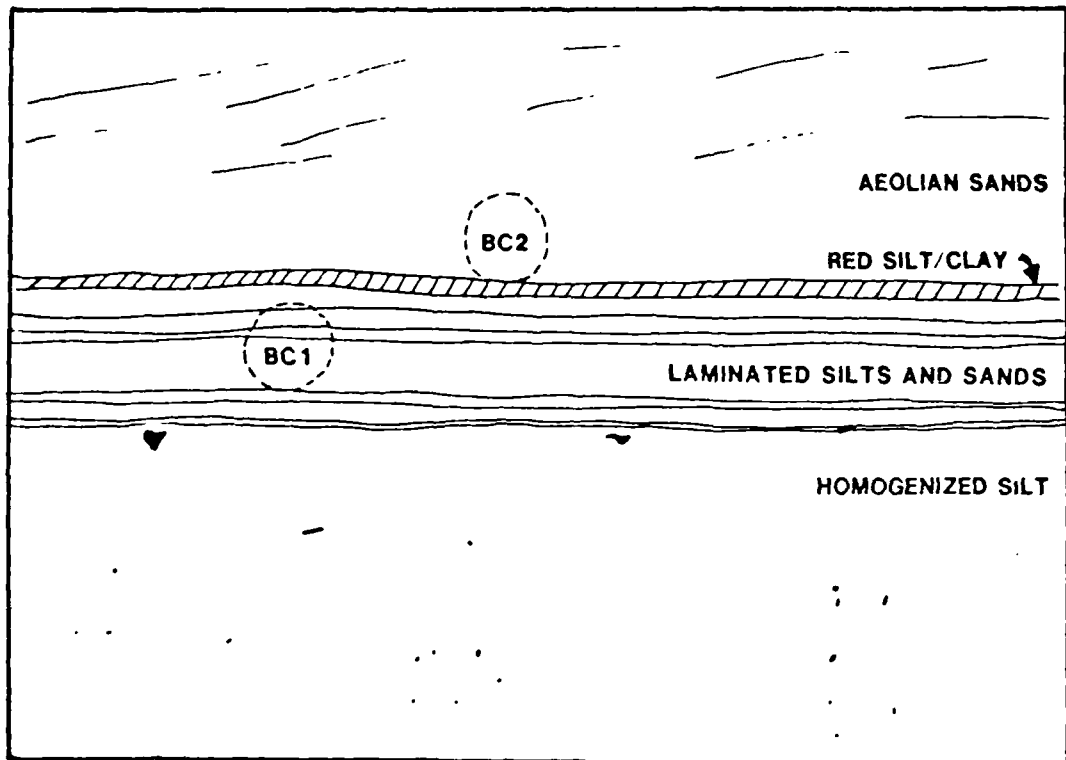 AEOLIAN SANDS
BC2
RED SILT/CLAY
BC1
LAMINATED SILTS AND SANDS
HOMOGENIZED SILT